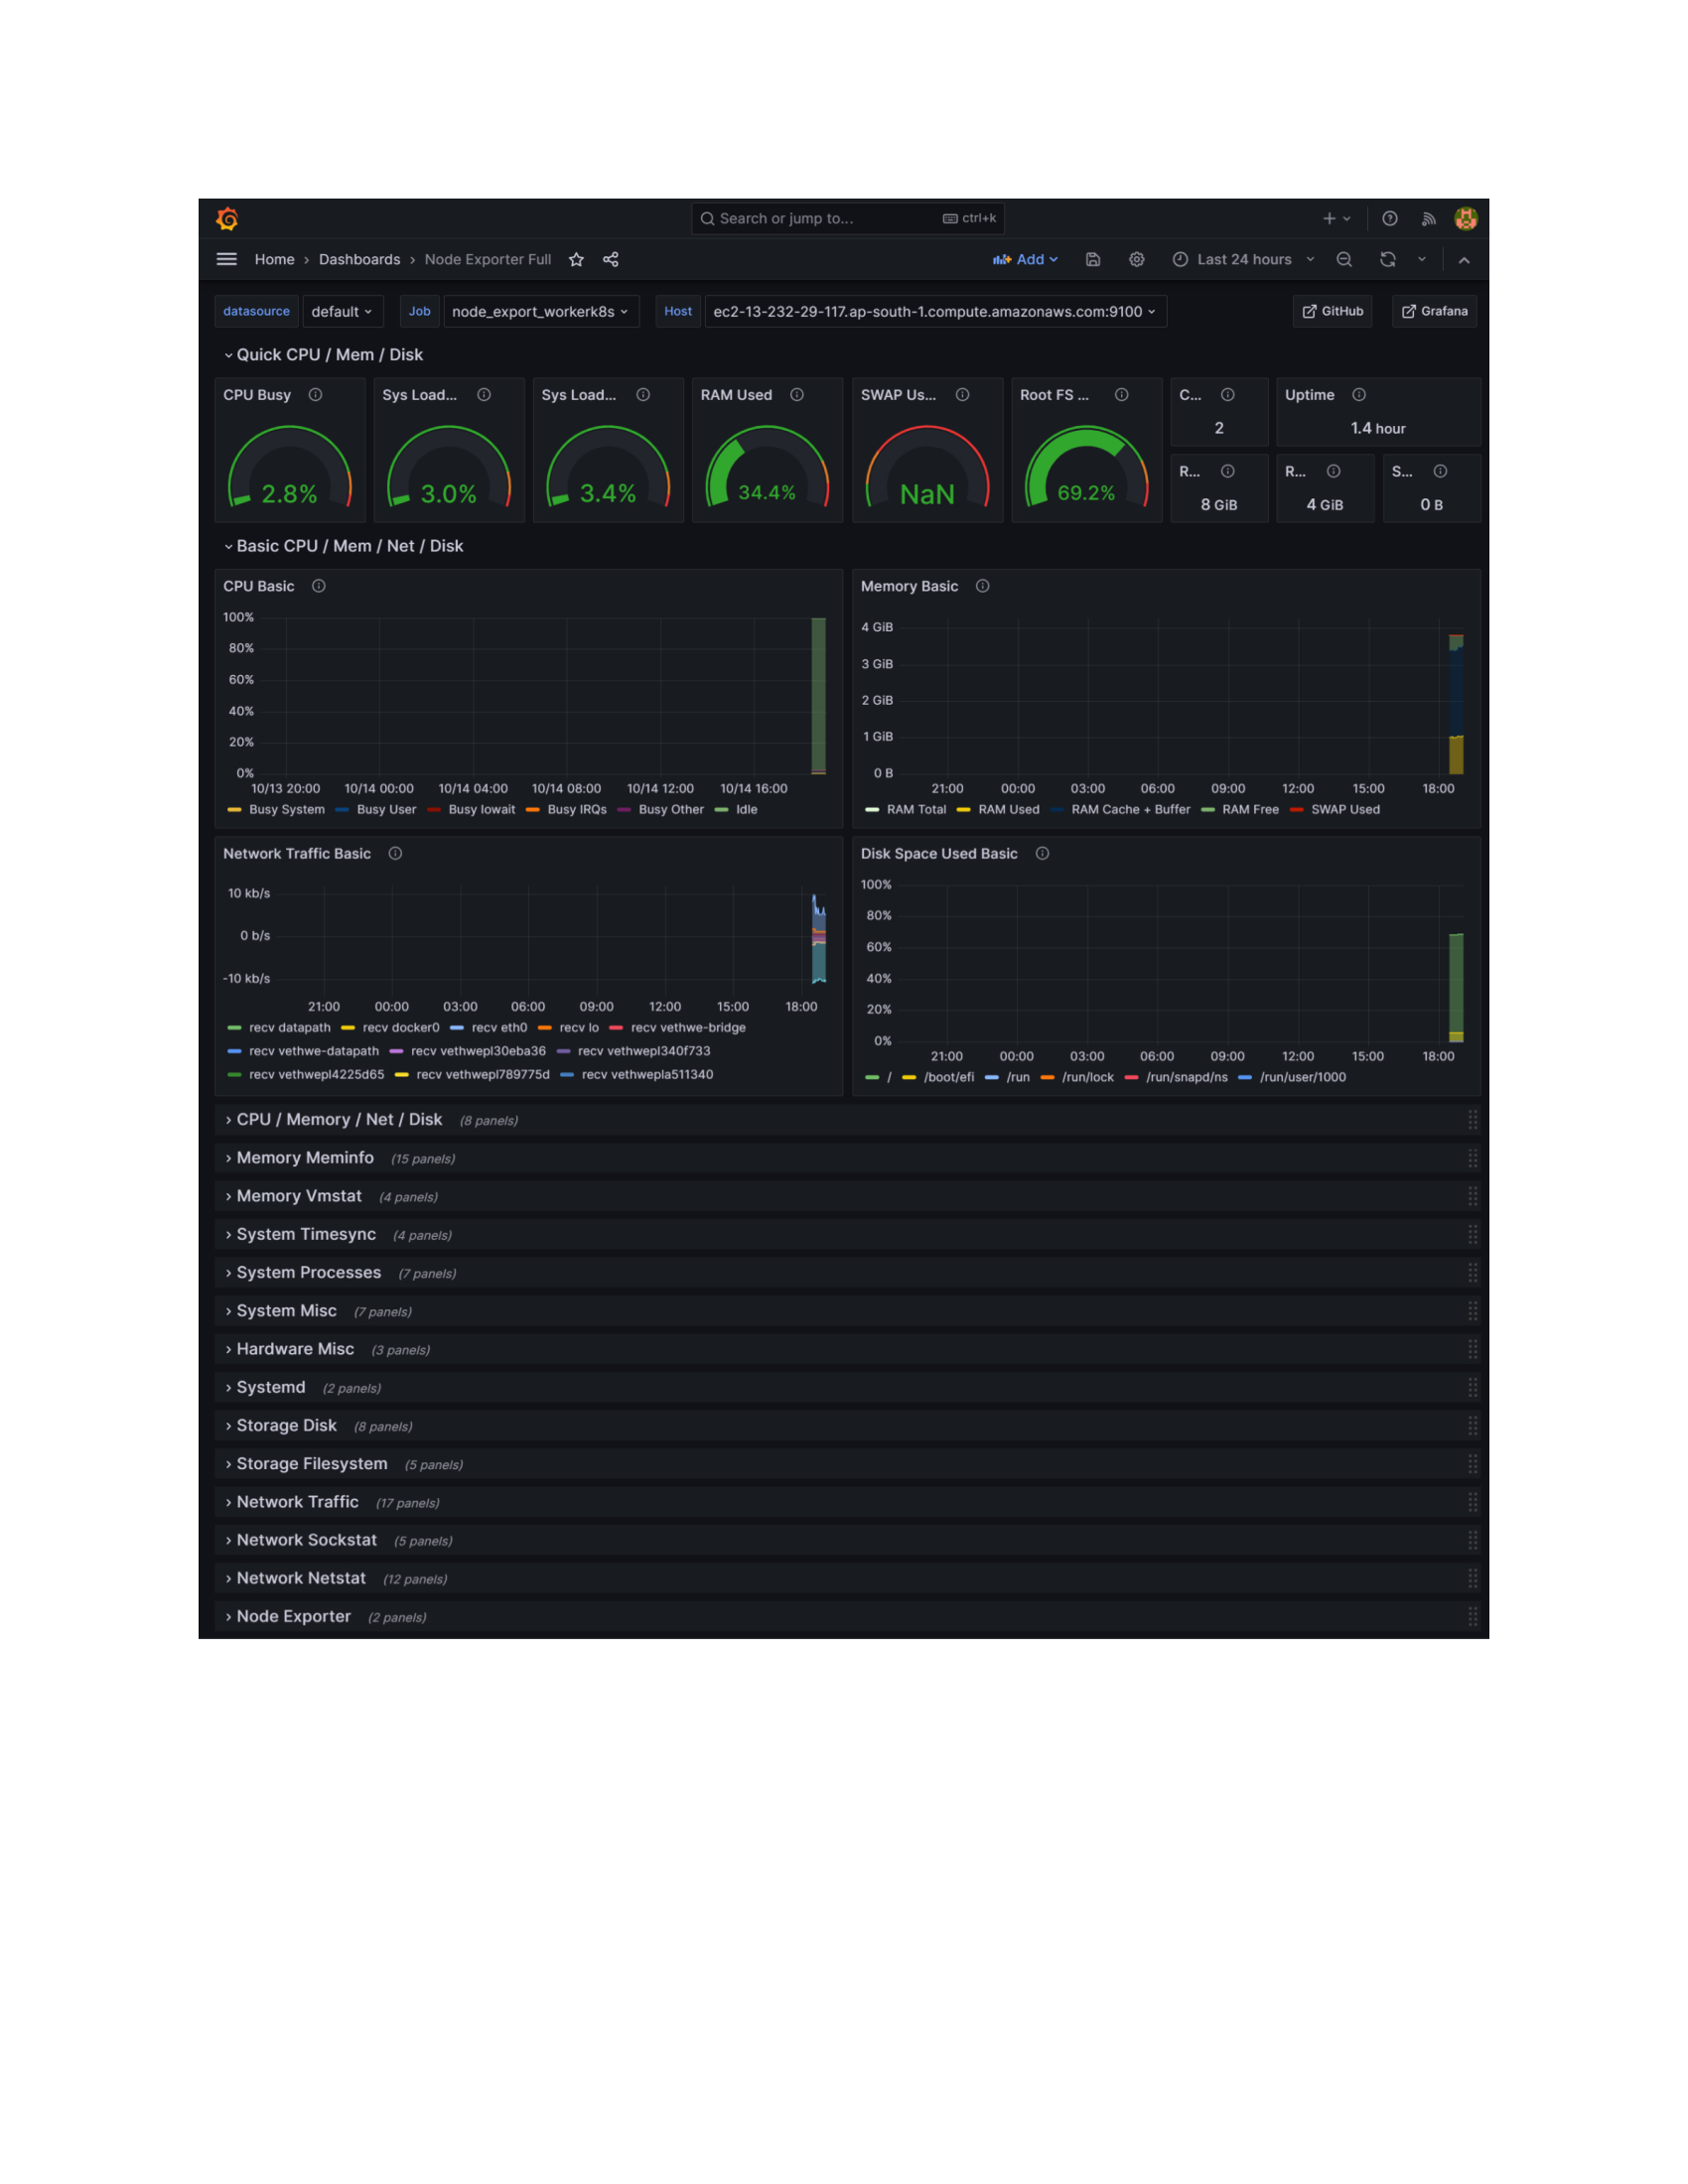 Search or jump to... ctrl+k
Home › Dashboards › Node Exporter Full Add Last 24 hours
datasource default Job node_export_workerk8s Host ec2-13-232-29-117.ap-south-1.compute.amazonaws.com:9100 GitHub Grafana
Quick CPU / Mem / Disk
CPU Busy Sys Load... Sys Load... RAM Used SWAP Us... Root FS ... C... Uptime
2 1.4 hour
R... R... S...
2.8% 3.0% 3.4% 34.4% NaN 69.2% 8 GiB 4 GiB 0 B
Basic CPU / Mem / Net / Disk
CPU Basic
100%
80%
60%
40%
20%
0%
10/13 20:00 10/14 00:00 10/14 04:00 10/14 08:00 10/14 12:00 10/14 16:00
Busy System Busy User Busy Iowait Busy IRQs Busy Other Idle
Memory Basic
4 GiB
3 GiB
2 GiB
1 GiB
0 B
21:00 00:00 03:00 06:00 09:00 12:00 15:00 18:00
RAM Total RAM Used RAM Cache + Buffer RAM Free SWAP Used
Network Traffic Basic
10 kb/s
0 b/s
-10 kb/s
21:00 00:00 03:00 06:00 09:00 12:00 15:00 18:00
recv datapath recv docker0 recv eth0 recv lo recv vethwe-bridge
recv vethwe-datapath recv vethwepl30eba36 recv vethwepl340f733
recv vethwepl4225d65 recv vethwepl789775d recv vethwepla511340
Disk Space Used Basic
100%
80%
60%
40%
20%
0%
21:00 00:00 03:00 06:00 09:00 12:00 15:00 18:00
/ /boot/efi /run /run/lock /run/snapd/ns /run/user/1000
CPU / Memory / Net / Disk (8 panels)
Memory Meminfo (15 panels)
Memory Vmstat (4 panels)
System Timesync (4 panels)
System Processes (7 panels)
System Misc (7 panels)
Hardware Misc (3 panels)
Systemd (2 panels)
Storage Disk (8 panels)
Storage Filesystem (5 panels)
Network Traffic (17 panels)
Network Sockstat (5 panels)
Network Netstat (12 panels)
Node Exporter (2 panels)